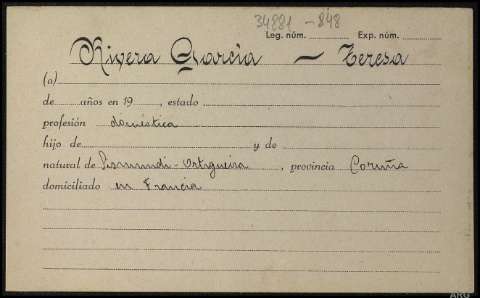 34881 - 848
Leg. núm. Exp. núm.
Rivera García — Teresa
(a)
de años en 19 , estado
profesión doméstica
hijo de y de
natural de - Ortigueira , provincia Coruña
domiciliado en Francia